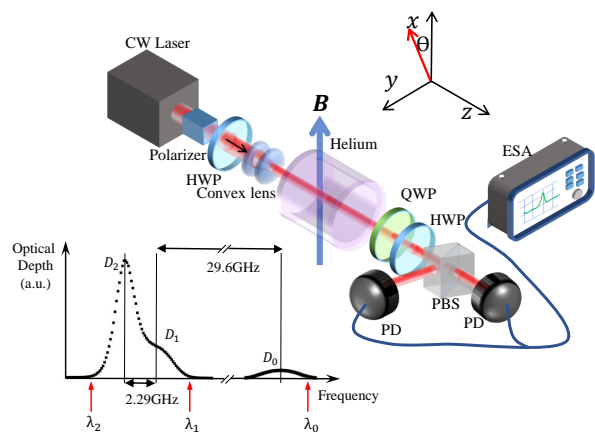 CW Laser
Polarizer
HWP
Convex lens
B
Helium
x
θ
y
z
ESA
QWP
HWP
PBS
PD
PD
Optical
Depth
(a.u.)
D₂
D₁
29.6GHz
D₀
2.29GHz
Frequency
λ₂
λ₁
λ₀